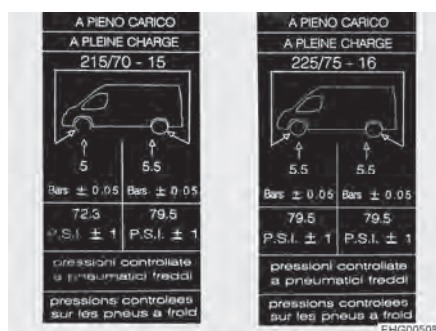 A PIENO CARICO
A PLEINE CHARGE
215/70 - 15
5 5.5
Bars ± 0.05 Bars ± 0.05
72.3 79.5
P.S.I. ± 1 P.S.I. ± 1
pressioni controllate
a pneumatici freddi
pressions controlees
sur les pneus a froid
A PIENO CARICO
A PLEINE CHARGE
225/75 - 16
5.5 5.5
Bars ± 0.05 Bars ± 0.05
79.5 79.5
P.S.I. ± 1 P.S.I. ± 1
pressioni controllate
a pneumatici freddi
pressions controlees
sur les pneus a froid